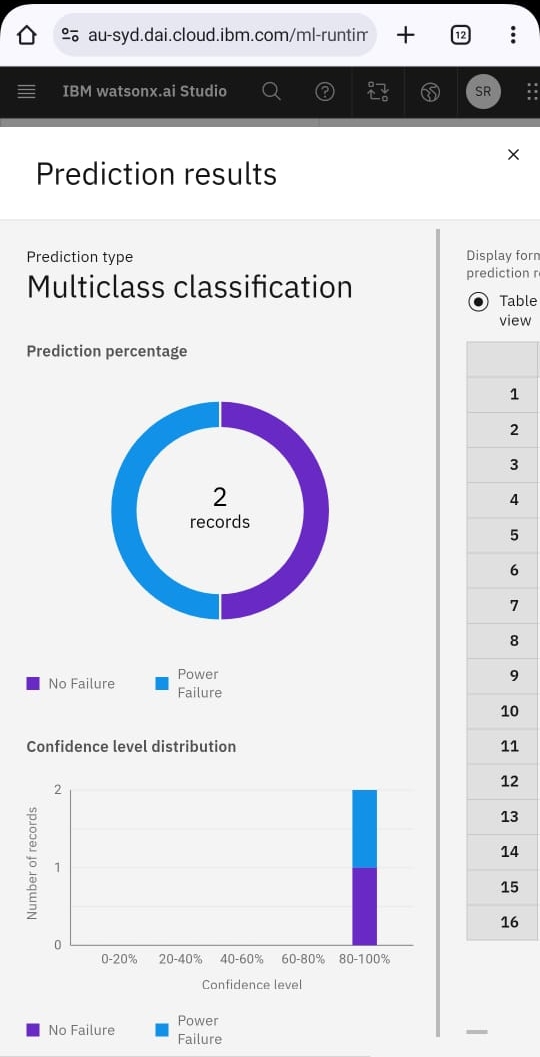 au-syd.dai.cloud.ibm.com/ml-runtim
12
IBM watsonx.ai Studio
SR
Prediction results
Prediction type
Multiclass classification
Prediction percentage
2
records
No Failure
Power
Failure
Confidence level distribution
Number of records
2
1
0
0-20% 20-40% 40-60% 60-80% 80-100%
Confidence level
No Failure
Power
Failure
Display form
prediction re
Table
view
1
2
3
4
5
6
7
8
9
10
11
12
13
14
15
16